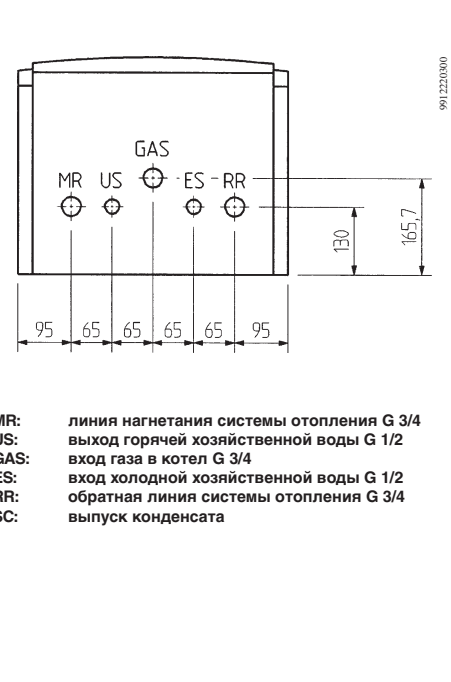 9912220300
GAS
MR US ES RR
130
165,7
95 65 65 65 65 95
MR: линия нагнетания системы отопления G 3/4
US: выход горячей хозяйственной воды G 1/2
GAS: вход газа в котел G 3/4
ES: вход холодной хозяйственной воды G 1/2
RR: обратная линия системы отопления G 3/4
SC: выпуск конденсата